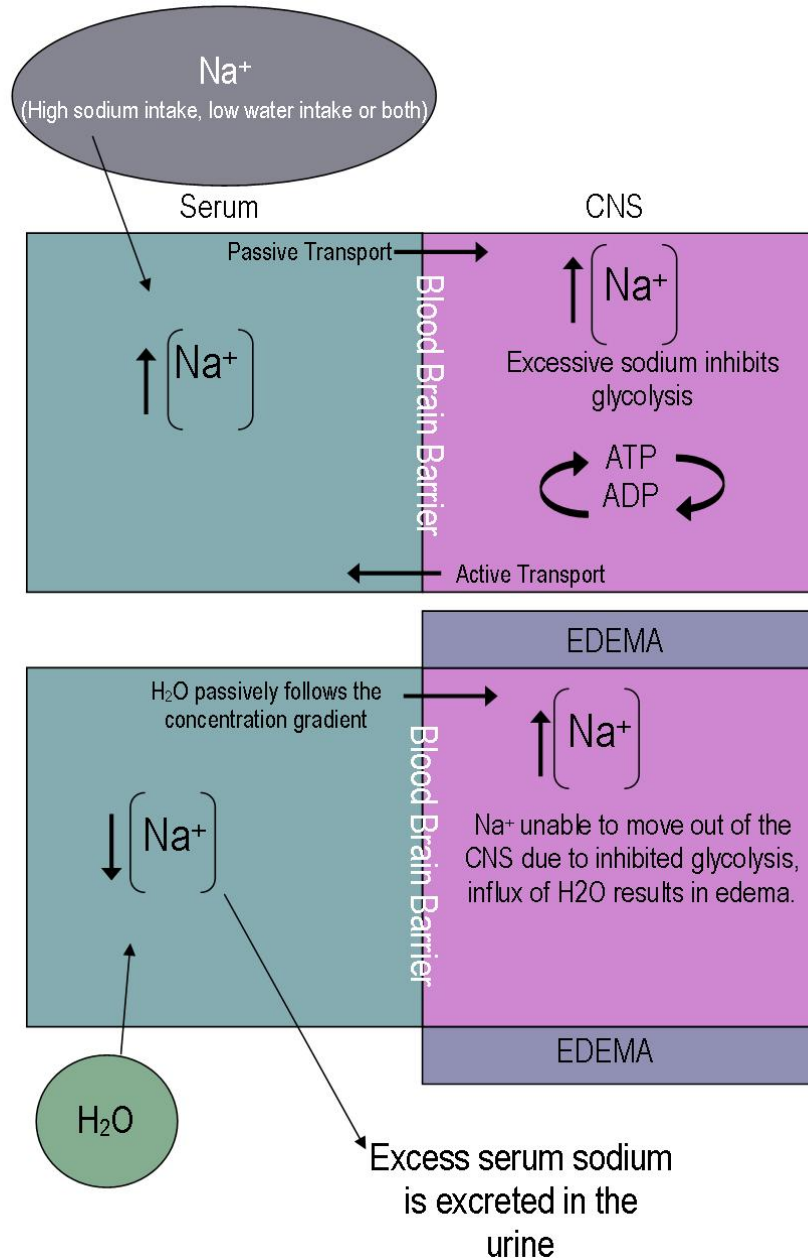 Na⁺
(High sodium intake, low water intake or both)
Serum
CNS
Passive Transport
Blood Brain Barrier
[Na⁺]
[Na⁺]
Excessive sodium inhibits
glycolysis
ATP
ADP
Active Transport
EDEMA
H₂O passively follows the
concentration gradient
Blood Brain Barrier
[Na⁺]
[Na⁺]
Na⁺ unable to move out of the
CNS due to inhibited glycolysis,
influx of H2O results in edema.
EDEMA
H₂O
Excess serum sodium
is excreted in the
urine